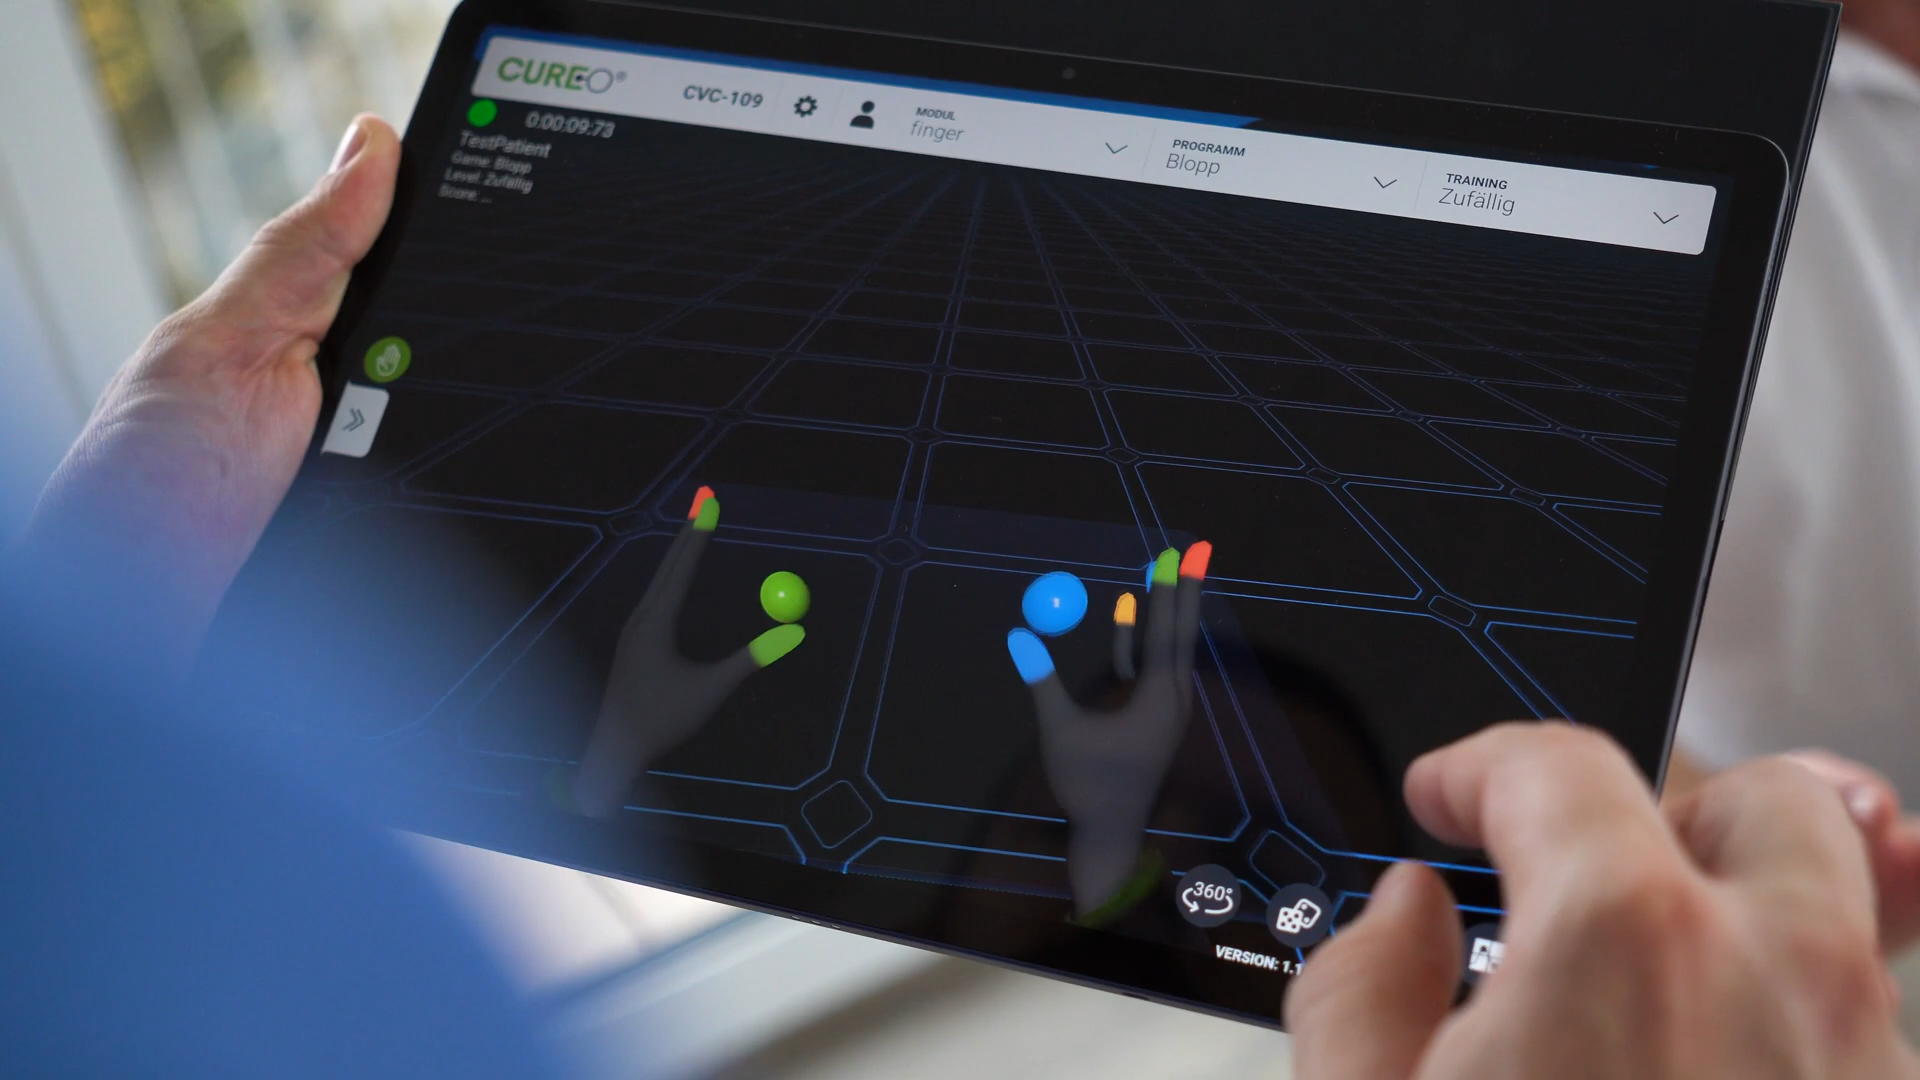 CUREO®
CVC-109
MODUL
finger
PROGRAMM
Blopp
TRAINING
Zufällig
0:00:09:73
TestPatient
Game: Blopp
Level: Zufällig
Score: ...
360°
VERSION: 1.1